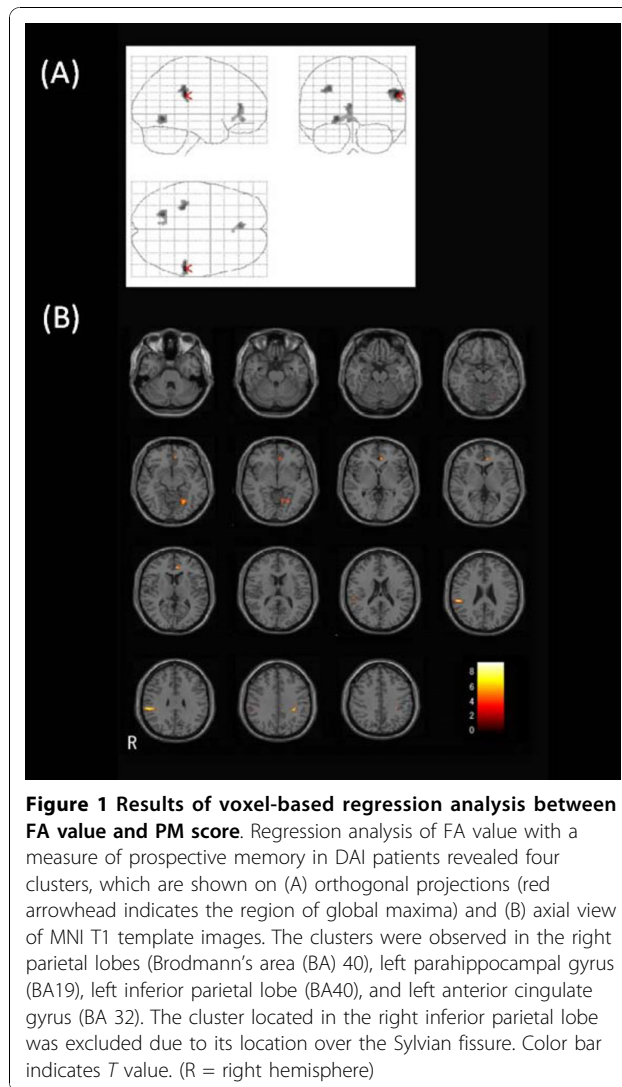 (A)
(B)
8
6
4
2
0
R
Figure 1 Results of voxel-based regression analysis between
FA value and PM score. Regression analysis of FA value with a
measure of prospective memory in DAI patients revealed four
clusters, which are shown on (A) orthogonal projections (red
arrowhead indicates the region of global maxima) and (B) axial view
of MNI T1 template images. The clusters were observed in the right
parietal lobes (Brodmann's area (BA) 40), left parahippocampal gyrus
(BA19), left inferior parietal lobe (BA40), and left anterior cingulate
gyrus (BA 32). The cluster located in the right inferior parietal lobe
was excluded due to its location over the Sylvian fissure. Color bar
indicates T value. (R = right hemisphere)